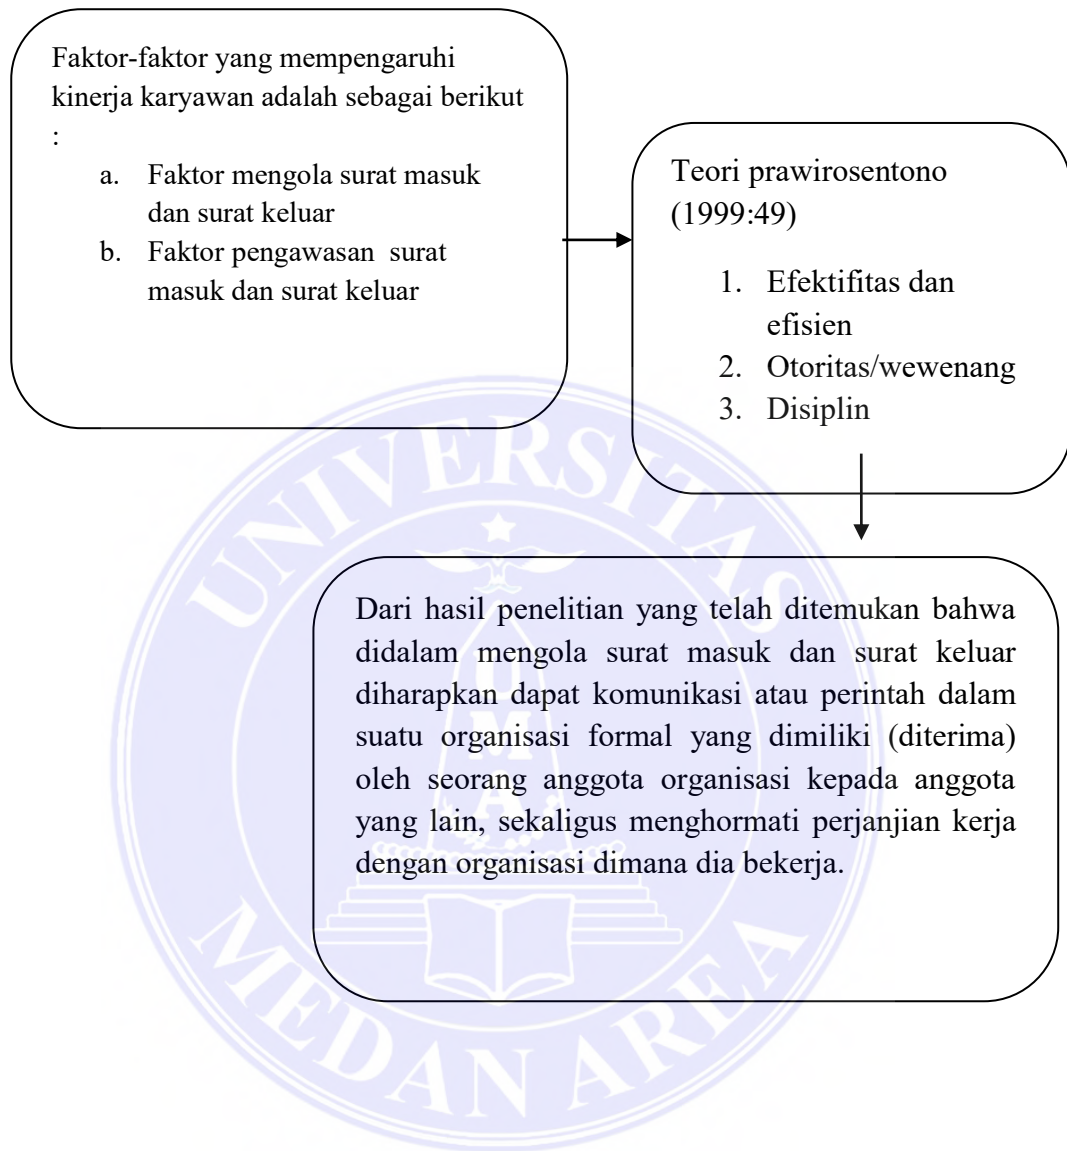 Faktor-faktor yang mempengaruhi
kinerja karyawan adalah sebagai berikut
:
a. Faktor mengola surat masuk
dan surat keluar
b. Faktor pengawasan surat
masuk dan surat keluar
Teori prawirosentono
(1999:49)
1. Efektifitas dan
efisien
2. Otoritas/wewenang
3. Disiplin
Dari hasil penelitian yang telah ditemukan bahwa
didalam mengola surat masuk dan surat keluar
diharapkan dapat komunikasi atau perintah dalam
suatu organisasi formal yang dimiliki (diterima)
oleh seorang anggota organisasi kepada anggota
yang lain, sekaligus menghormati perjanjian kerja
dengan organisasi dimana dia bekerja.
UNIVERSITAS
U
M
A
MEDAN AREA